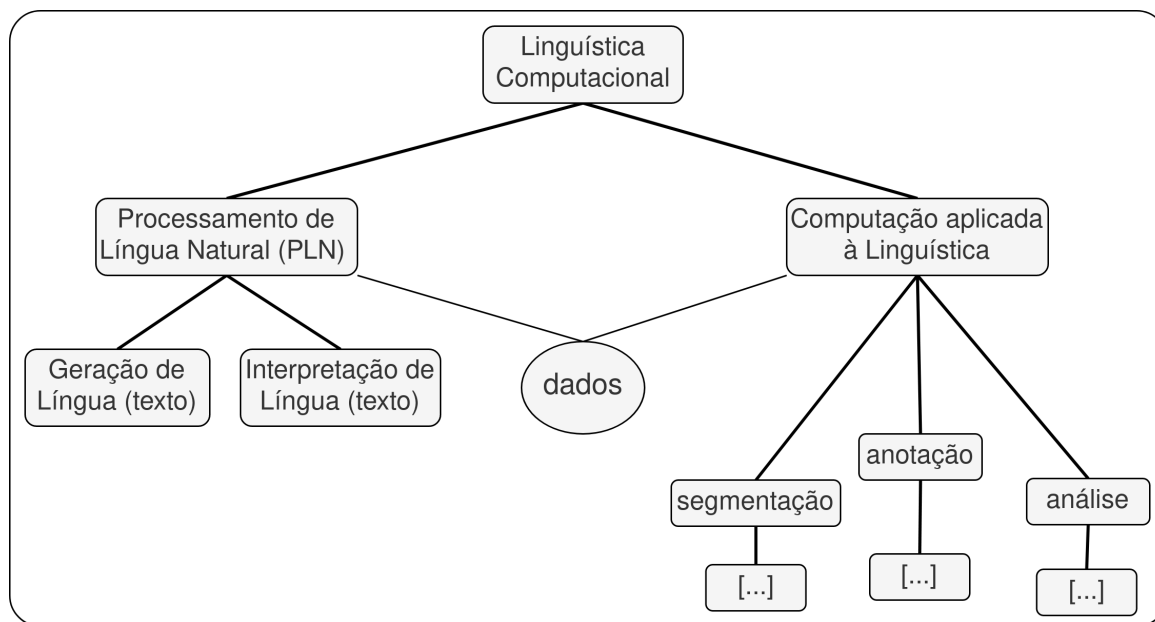 Linguística
Computacional
Processamento de
Língua Natural (PLN)
Computação aplicada
à Linguística
Geração de
Língua (texto)
Interpretação de
Língua (texto)
dados
anotação
segmentação
análise
[...]
[...]
[...]